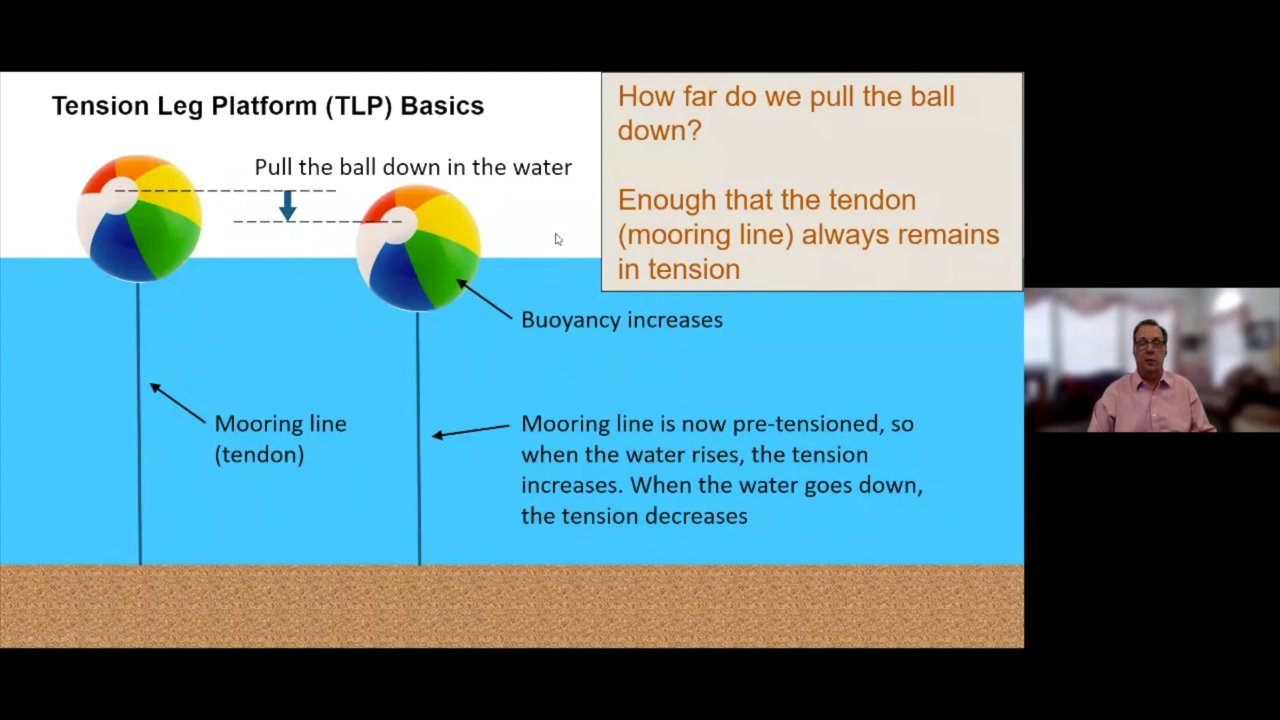 Tension Leg Platform (TLP) Basics
Pull the ball down in the water
How far do we pull the ball
down?
Enough that the tendon
(mooring line) always remains
in tension
Buoyancy increases
Mooring line
(tendon)
Mooring line is now pre-tensioned, so
when the water rises, the tension
increases. When the water goes down,
the tension decreases